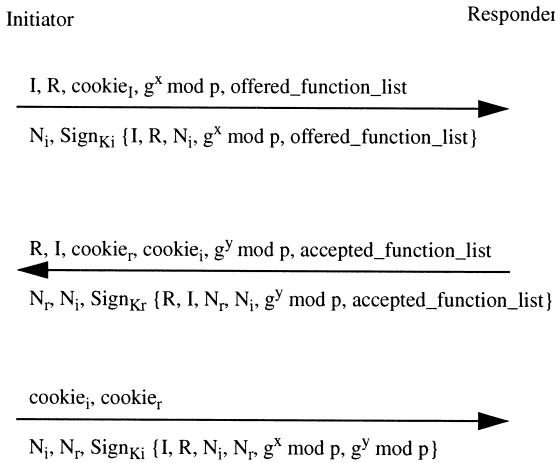 Initiator
Responder
I, R, cookie_I, g^x mod p, offered_function_list
N_i, Sign_Ki {I, R, N_i, g^x mod p, offered_function_list}
R, I, cookie_r, cookie_i, g^y mod p, accepted_function_list
N_r, N_i, Sign_Kr {R, I, N_r, N_i, g^y mod p, accepted_function_list}
cookie_i, cookie_r
N_i, N_r, Sign_Ki {I, R, N_i, N_r, g^x mod p, g^y mod p}